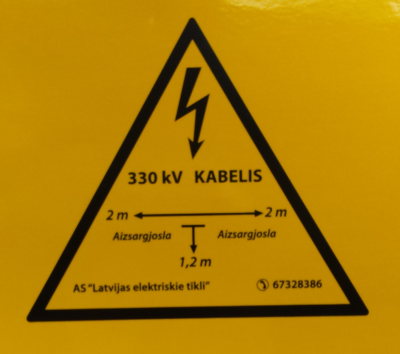 330 kV KABELIS
2 m 2 m
Aizsargjosla Aizsargjosla
1,2 m
AS "Latvijas elektriskie tīkli" 67328386